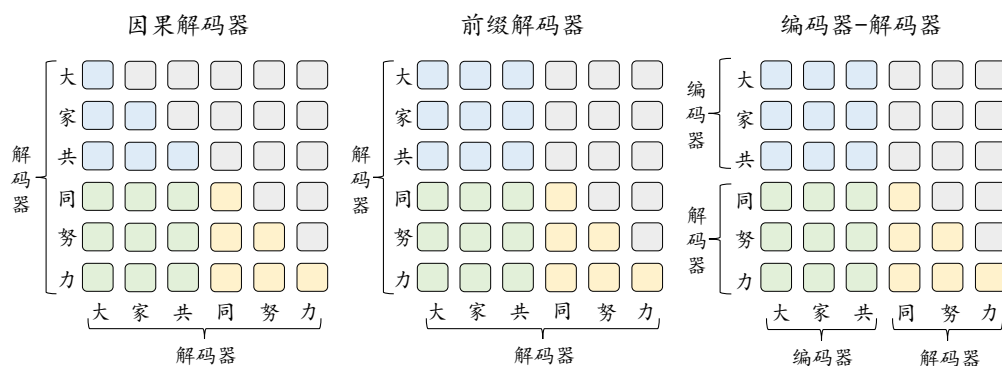 因果解码器
前缀解码器
编码器-解码器
解码器
大
家
共
同
努
力
大 家 共 同 努 力
解码器
解码器
大
家
共
同
努
力
大 家 共 同 努 力
解码器
编码器
解码器
大
家
共
同
努
力
大 家 共 同 努 力
编码器 解码器